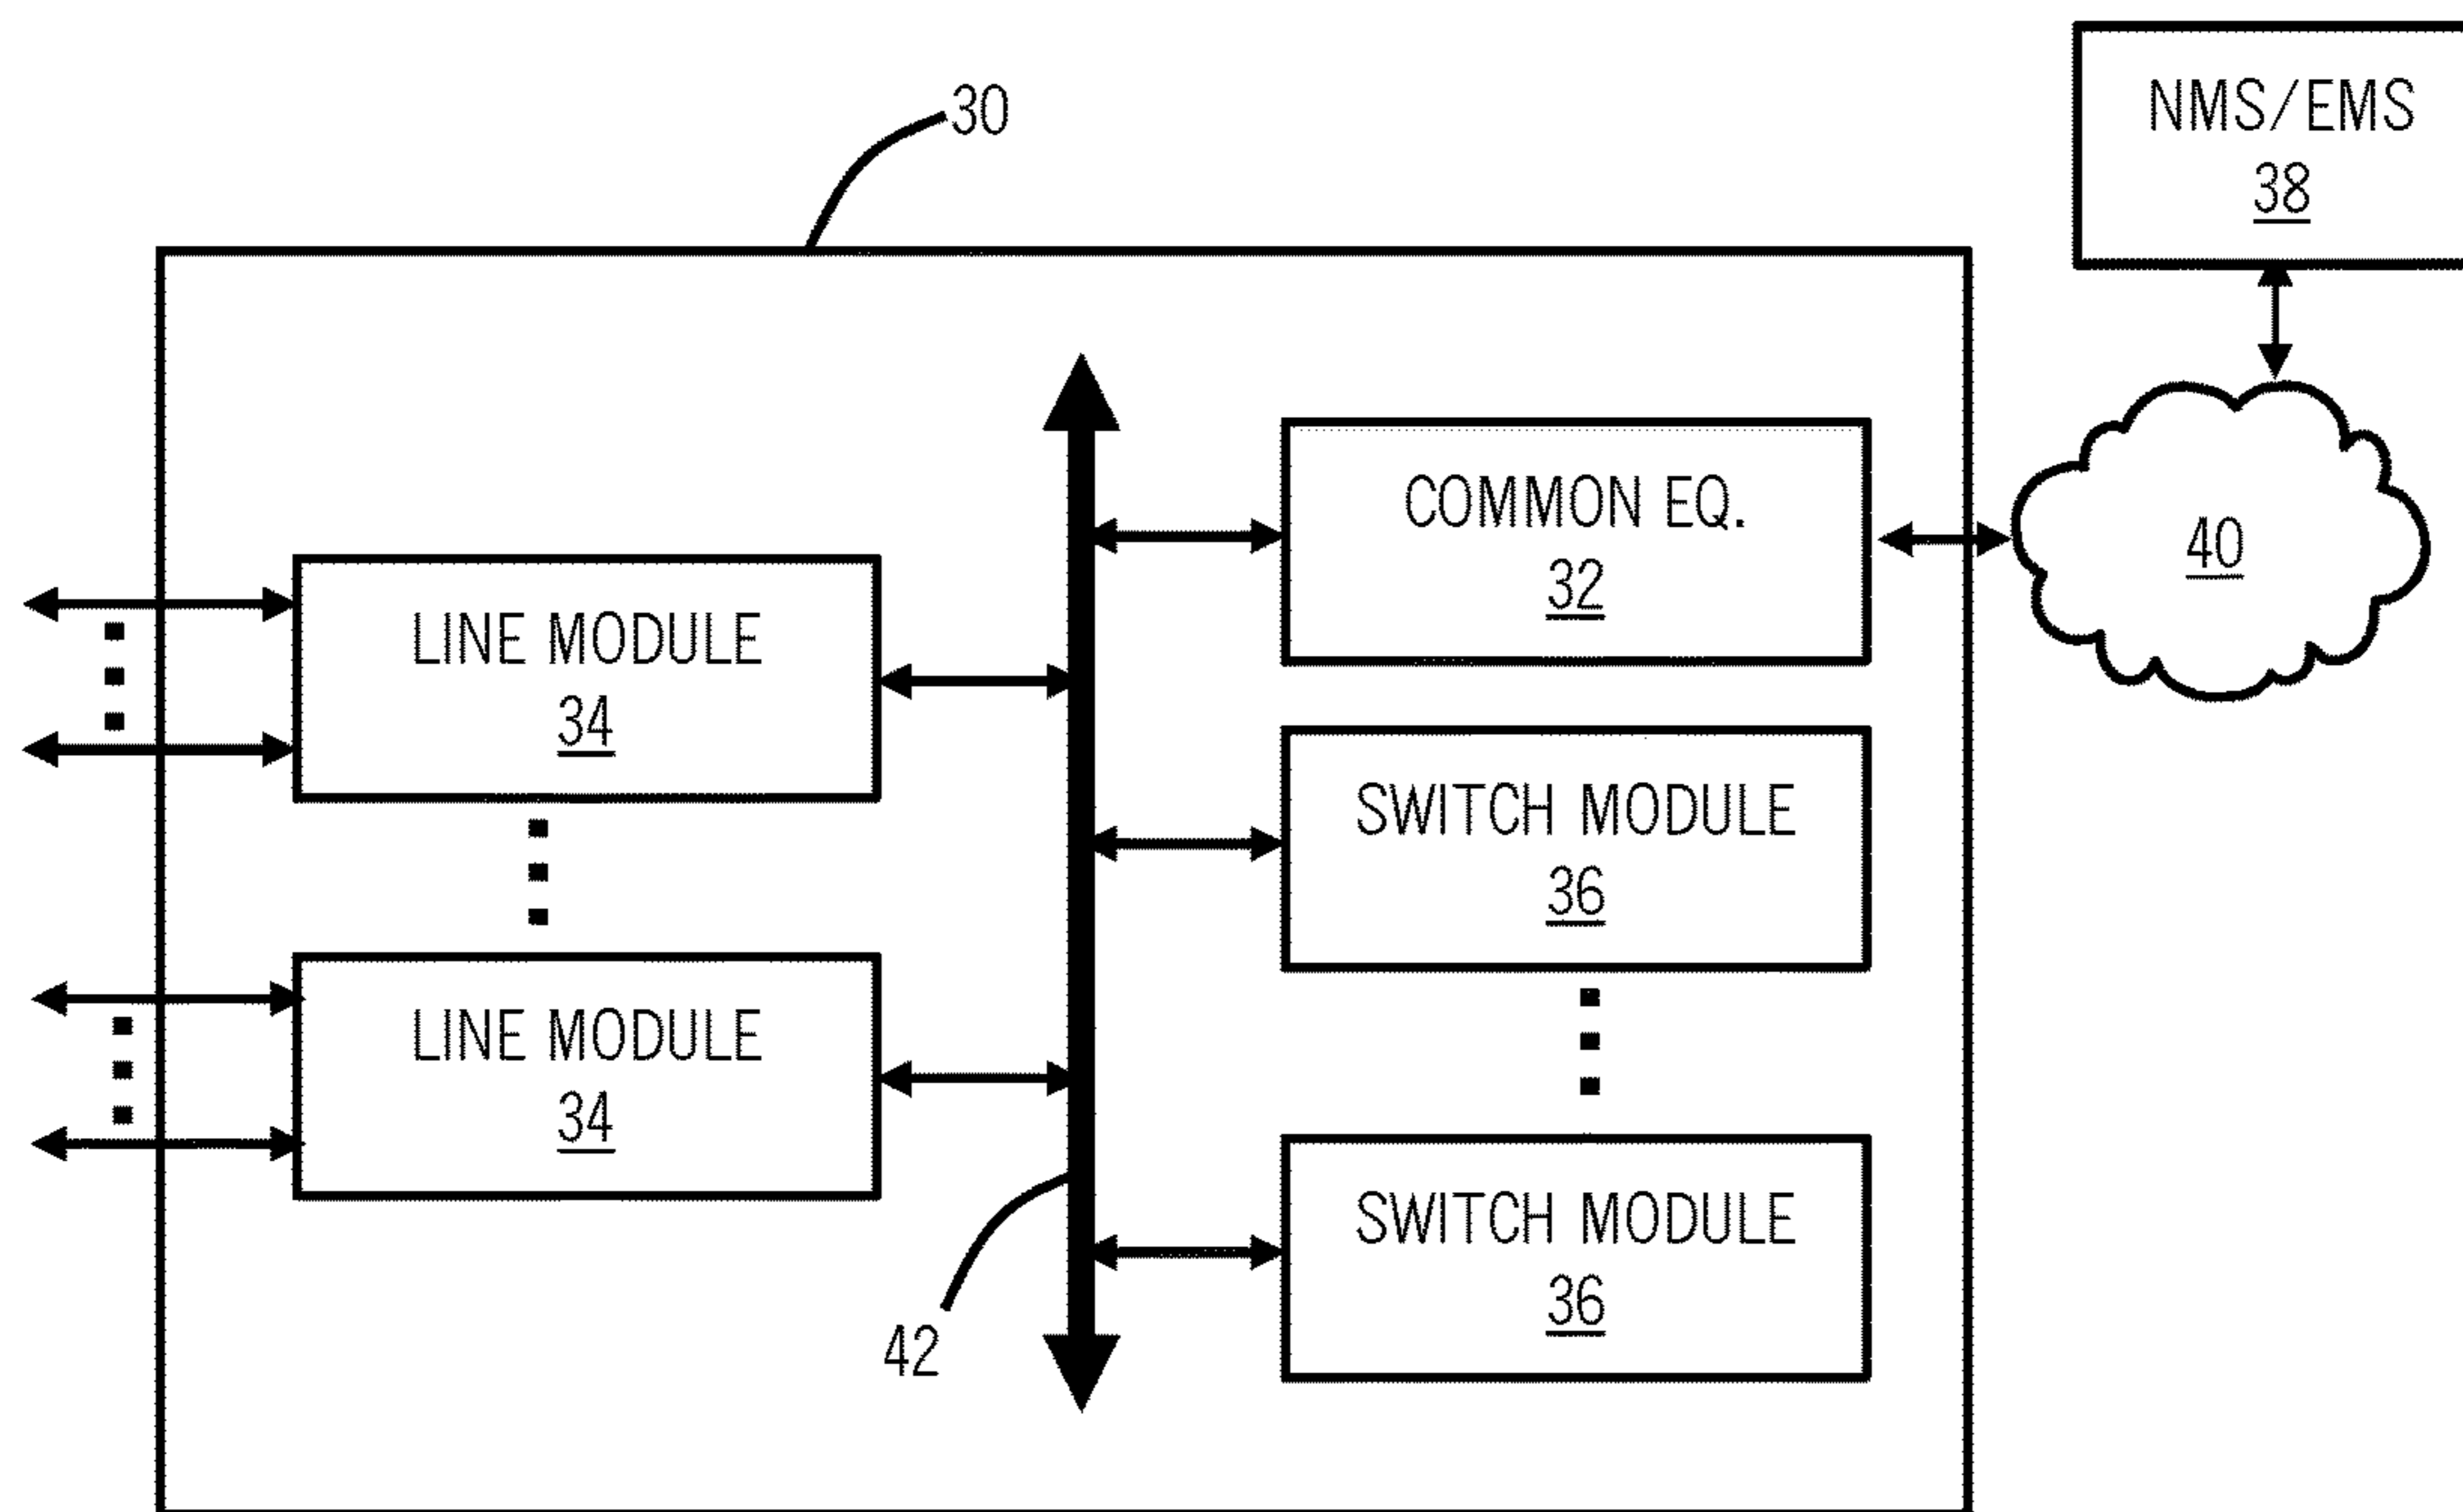 30
NMS/EMS
38
COMMON EQ.
32
40
LINE MODULE
34
SWITCH MODULE
36
LINE MODULE
34
SWITCH MODULE
36
42